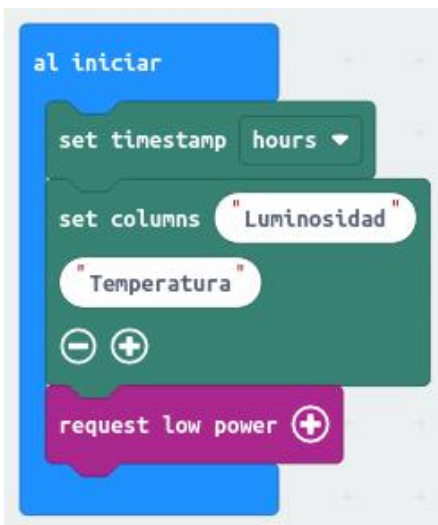 al iniciar
set timestamp hours
set columns "Luminosidad"
"Temperatura"
request low power